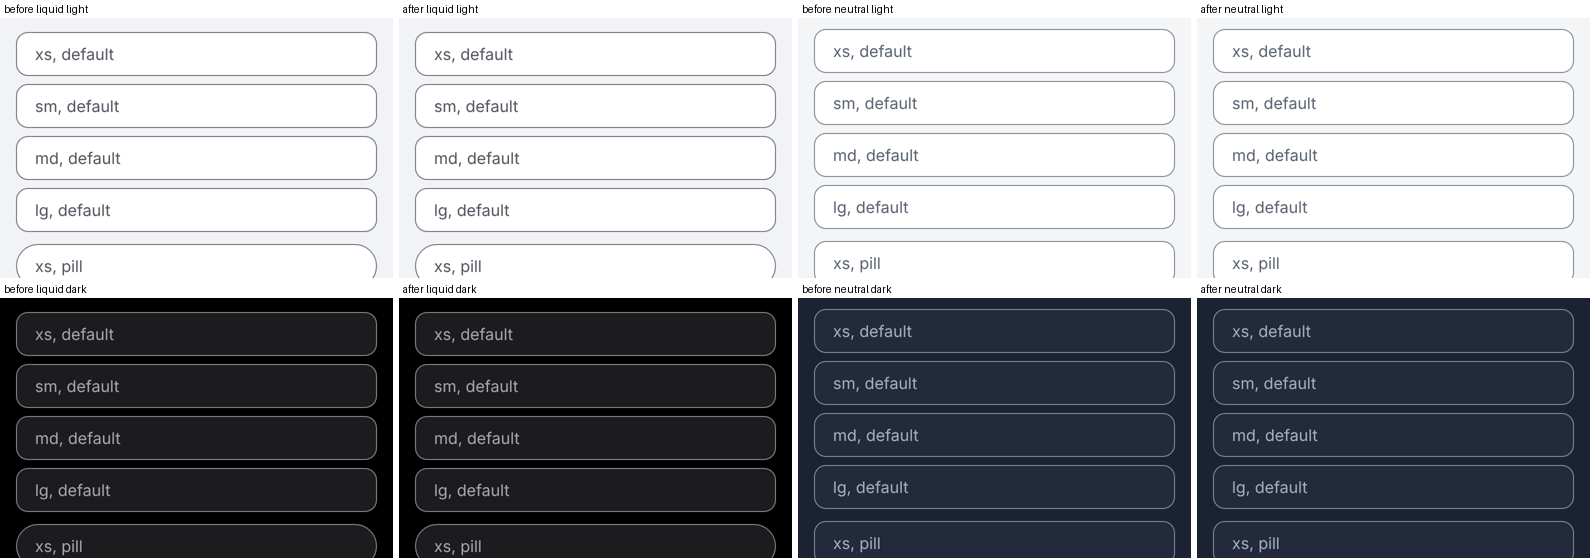 before liquid light
xs, default
sm, default
md, default
lg, default
xs, pill
after liquid light
xs, default
sm, default
md, default
lg, default
xs, pill
before neutral light
xs, default
sm, default
md, default
lg, default
xs, pill
after neutral light
xs, default
sm, default
md, default
lg, default
xs, pill
before liquid dark
xs, default
sm, default
md, default
lg, default
xs, pill
after liquid dark
xs, default
sm, default
md, default
lg, default
xs, pill
before neutral dark
xs, default
sm, default
md, default
lg, default
xs, pill
after neutral dark
xs, default
sm, default
md, default
lg, default
xs, pill